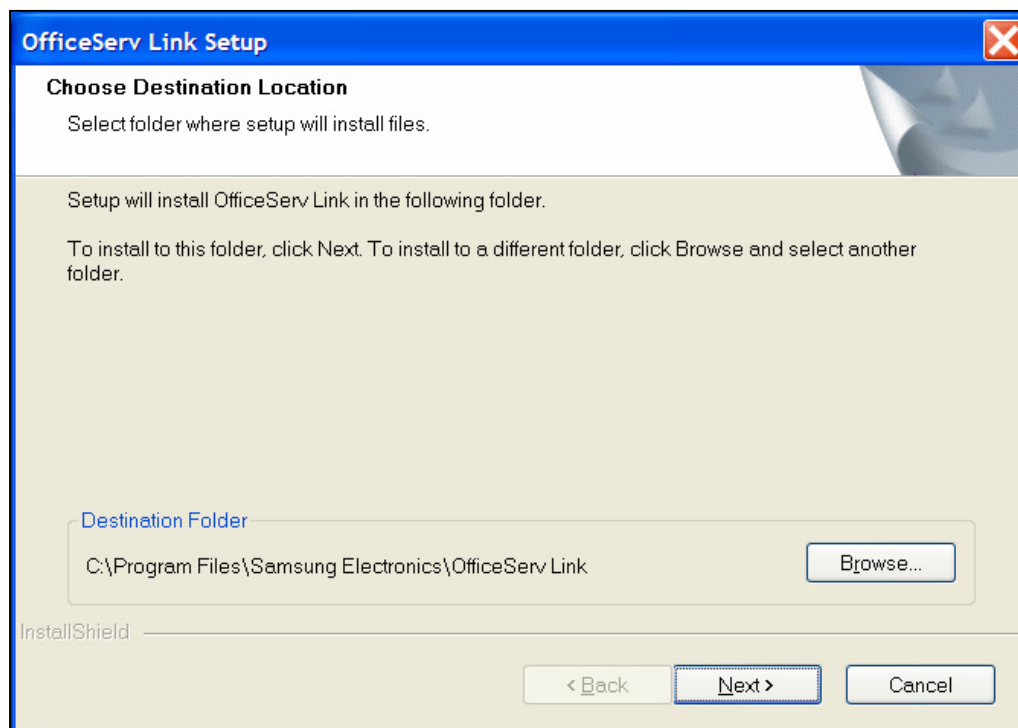 OfficeServ Link Setup
Choose Destination Location
Select folder where setup will install files.
Setup will install OfficeServ Link in the following folder.
To install to this folder, click Next. To install to a different folder, click Browse and select another
folder.
Destination Folder
C:\Program Files\Samsung Electronics\OfficeServ Link
Browse...
InstallShield
< Back
Next >
Cancel